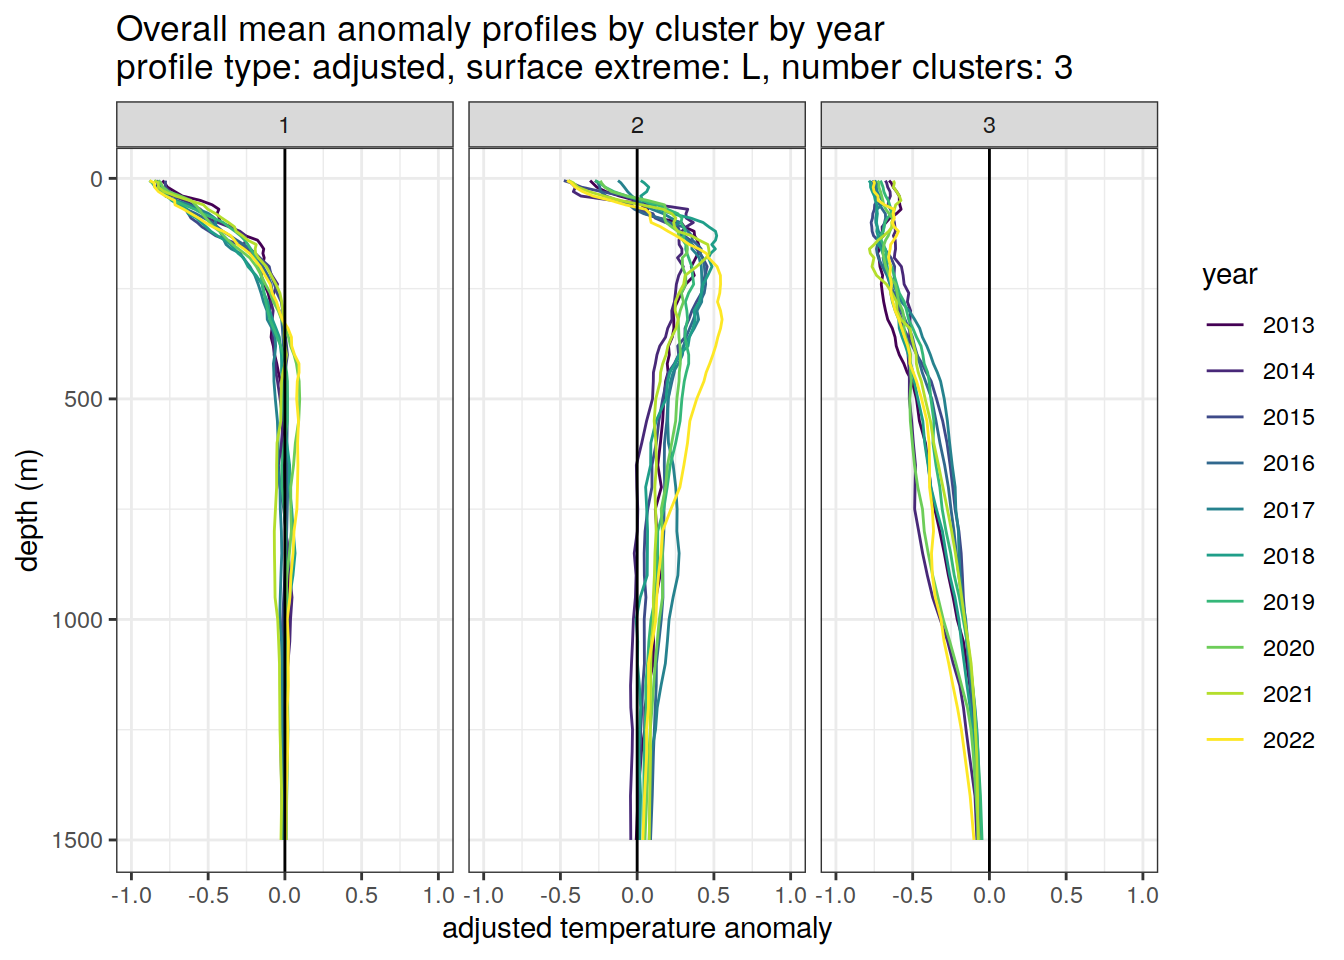 Overall mean anomaly profiles by cluster by year
profile type: adjusted, surface extreme: L, number clusters: 3
1
2
3
0
500
1000
1500
depth (m)
-1.0 -0.5 0.0 0.5 1.0
-1.0 -0.5 0.0 0.5 1.0
-1.0 -0.5 0.0 0.5 1.0
adjusted temperature anomaly
year
2013
2014
2015
2016
2017
2018
2019
2020
2021
2022